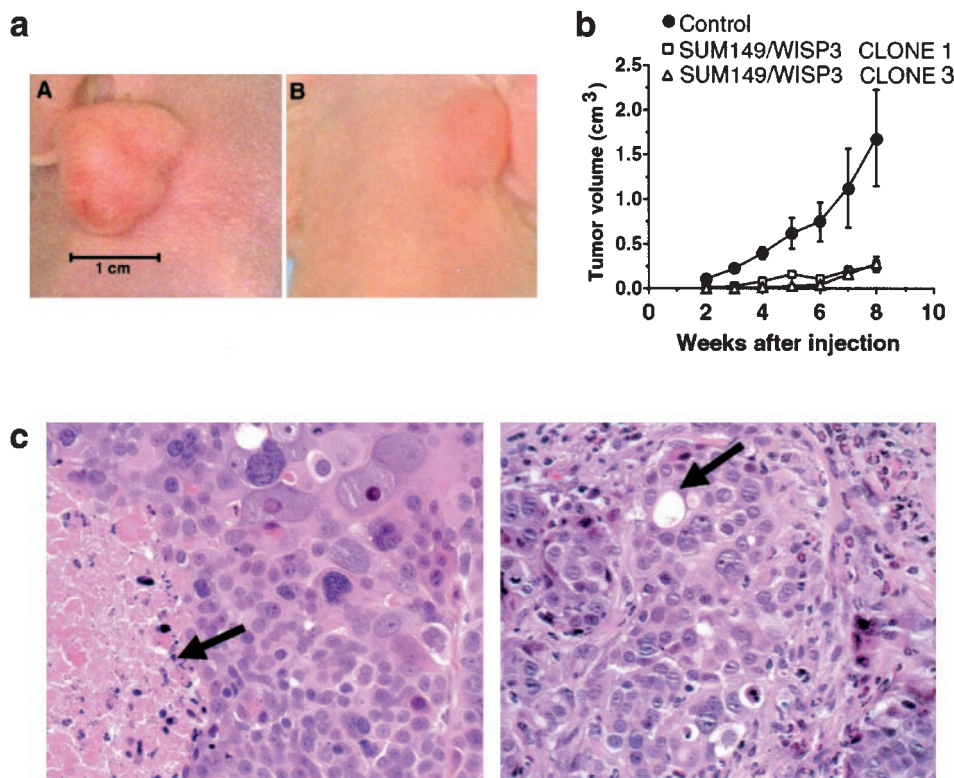 a
A
1 cm
B
b
Control
SUM149/WISP3 CLONE 1
SUM149/WISP3 CLONE 3
Tumor volume (cm³)
2.5
2.0
1.5
1.0
0.5
0.0
0 2 4 6 8 10
Weeks after injection
c